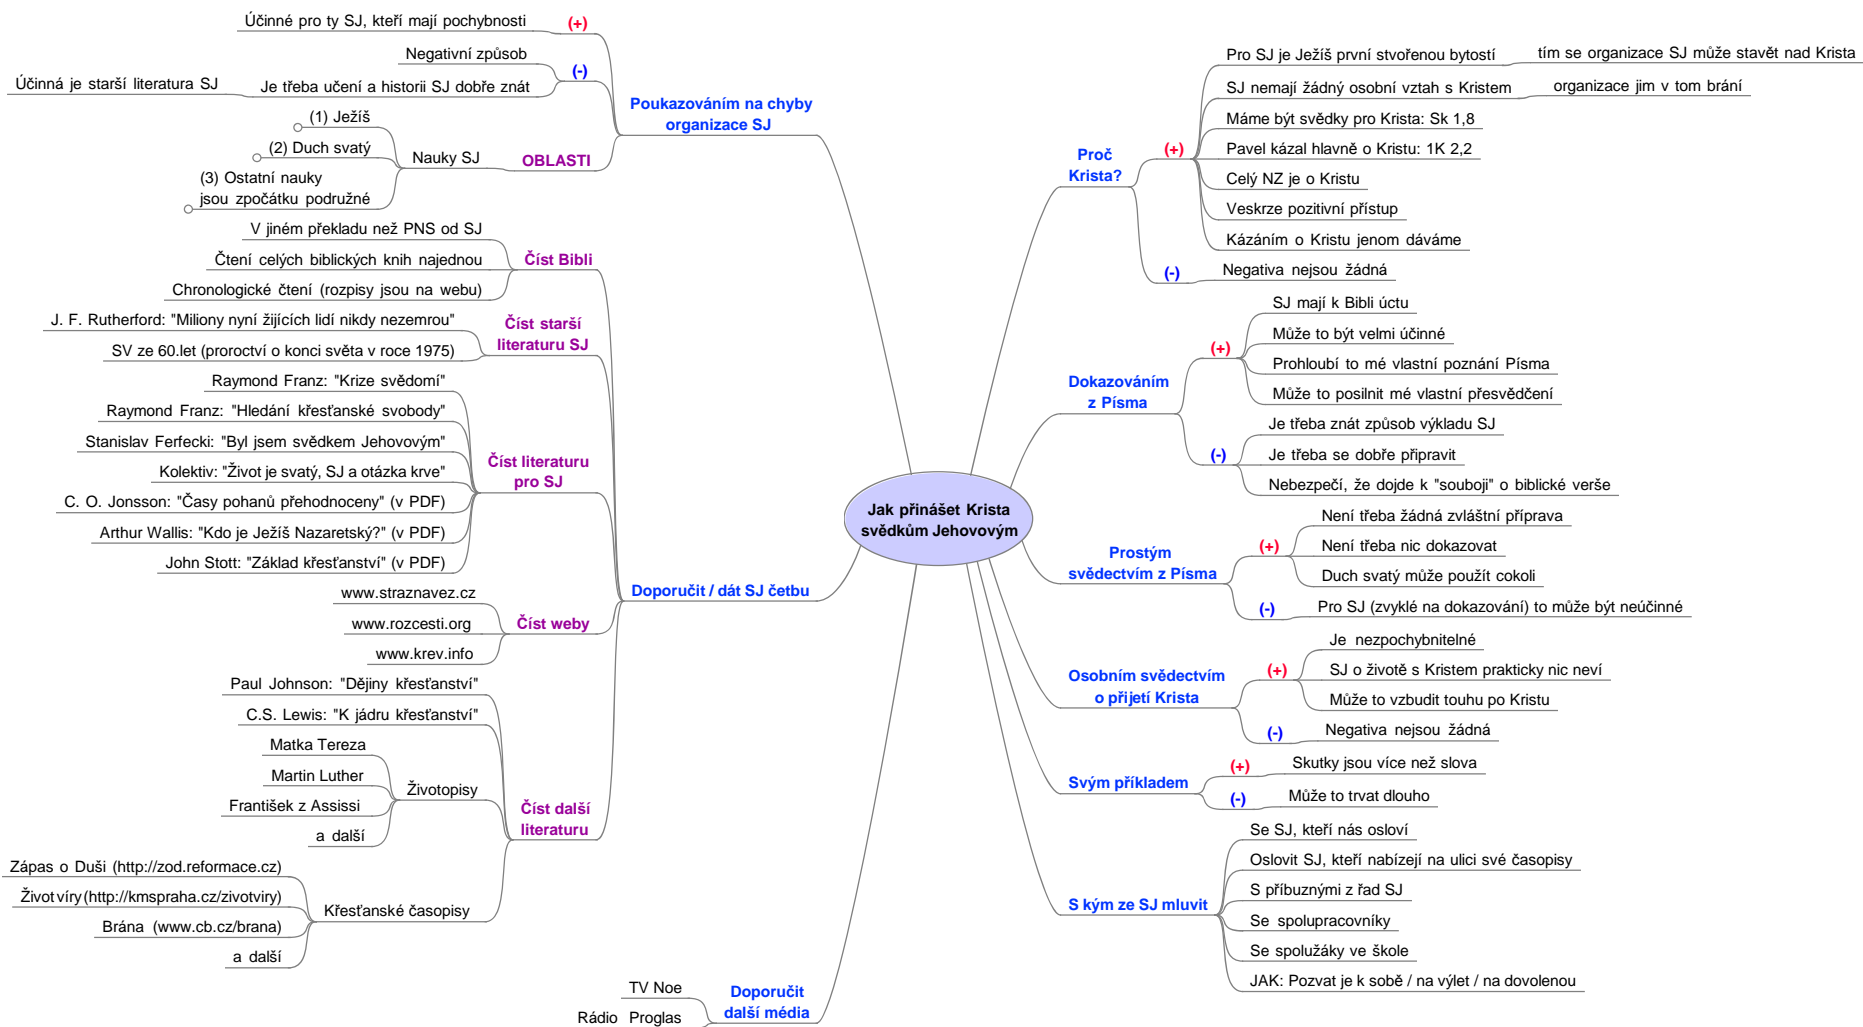 Jak přinášet Krista
svědkům Jehovovým
Poukazováním na chyby
organizace SJ
(+)
Účinné pro ty SJ, kteří mají pochybnosti
(-)
Negativní způsob
Je třeba učení a historii SJ dobře znát
Účinná je starší literatura SJ
OBLASTI
Nauky SJ
(1) Ježíš
(2) Duch svatý
(3) Ostatní nauky
jsou zpočátku podružné
Doporučit / dát SJ četbu
Číst Bibli
V jiném překladu než PNS od SJ
Čtení celých biblických knih najednou
Chronologické čtení (rozpisy jsou na webu)
Číst starší
literaturu SJ
J. F. Rutherford: "Miliony nyní žijících lidí nikdy nezemrou"
SV ze 60.let (proroctví o konci světa v roce 1975)
Číst literaturu
pro SJ
Raymond Franz: "Krize svědomí"
Raymond Franz: "Hledání křesťanské svobody"
Stanislav Ferfecki: "Byl jsem svědkem Jehovovým"
Kolektiv: "Život je svatý, SJ a otázka krve"
C. O. Jonsson: "Časy pohanů přehodnoceny" (v PDF)
Arthur Wallis: "Kdo je Ježíš Nazaretský?" (v PDF)
John Stott: "Základ křesťanství" (v PDF)
Číst weby
www.straznavez.cz
www.rozcesti.org
www.krev.info
Číst další
literaturu
Paul Johnson: "Dějiny křesťanství"
C.S. Lewis: "K jádru křesťanství"
Životopisy
Matka Tereza
Martin Luther
František z Assissi
a další
Křesťanské časopisy
Zápas o Duši (http://zod.reformace.cz)
Život víry (http://kmspraha.cz/zivotviry)
Brána (www.cb.cz/brana)
a další
Doporučit
další média
TV Noe
Rádio Proglas
Proč
Krista?
(+)
Pro SJ je Ježíš první stvořenou bytostí
tím se organizace SJ může stavět nad Krista
SJ nemají žádný osobní vztah s Kristem
organizace jim v tom brání
Máme být svědky pro Krista: Sk 1,8
Pavel kázal hlavně o Kristu: 1K 2,2
Celý NZ je o Kristu
Veskrze pozitivní přístup
Kázáním o Kristu jenom dáváme
(-)
Negativa nejsou žádná
Dokazováním
z Písma
(+)
SJ mají k Bibli úctu
Může to být velmi účinné
Prohloubí to mé vlastní poznání Písma
Může to posilnit mé vlastní přesvědčení
(-)
Je třeba znát způsob výkladu SJ
Je třeba se dobře připravit
Nebezpečí, že dojde k "souboji" o biblické verše
Prostým
svědectvím z Písma
(+)
Není třeba žádná zvláštní příprava
Není třeba nic dokazovat
Duch svatý může použít cokoli
(-)
Pro SJ (zvyklé na dokazování) to může být neúčinné
Osobním svědectvím
o přijetí Krista
(+)
Je nezpochybnitelné
SJ o životě s Kristem prakticky nic neví
Může to vzbudit touhu po Kristu
(-)
Negativa nejsou žádná
Svým příkladem
(+)
Skutky jsou více než slova
(-)
Může to trvat dlouho
S kým ze SJ mluvit
Se SJ, kteří nás osloví
Oslovit SJ, kteří nabízejí na ulici své časopisy
S příbuznými z řad SJ
Se spolupracovníky
Se spolužáky ve škole
JAK: Pozvat je k sobě / na výlet / na dovolenou